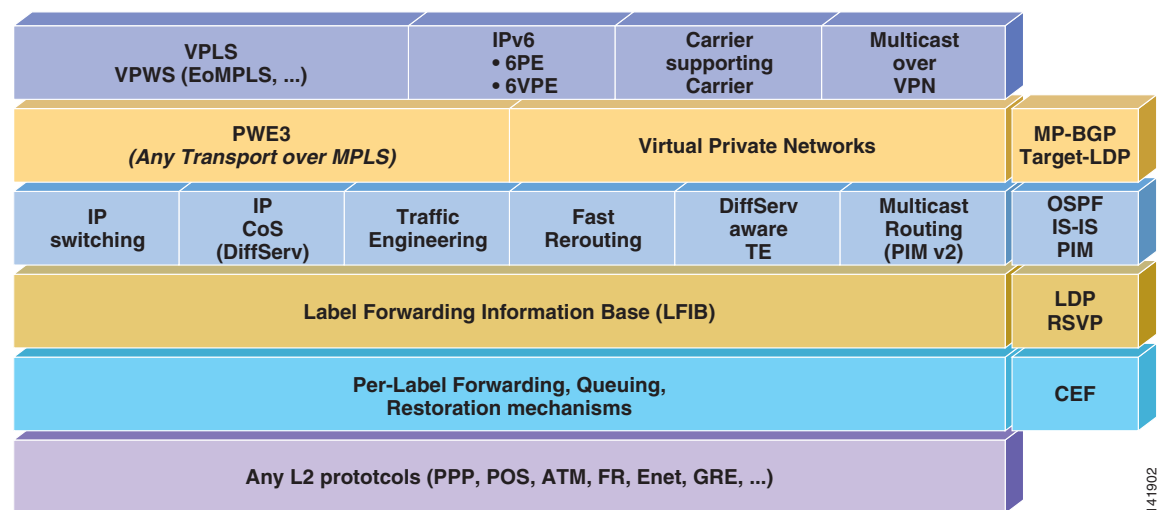 VPLS
VPWS (EoMPLS, ...)
IPv6
• 6PE
• 6VPE
Carrier
supporting
Carrier
Multicast
over
VPN
PWE3
(Any Transport over MPLS)
Virtual Private Networks
MP-BGP
Target-LDP
IP
switching
IP
CoS
(DiffServ)
Traffic
Engineering
Fast
Rerouting
DiffServ
aware
TE
Multicast
Routing
(PIM v2)
OSPF
IS-IS
PIM
Label Forwarding Information Base (LFIB)
LDP
RSVP
Per-Label Forwarding, Queuing,
Restoration mechanisms
CEF
Any L2 prototcols (PPP, POS, ATM, FR, Enet, GRE, ...)
141902